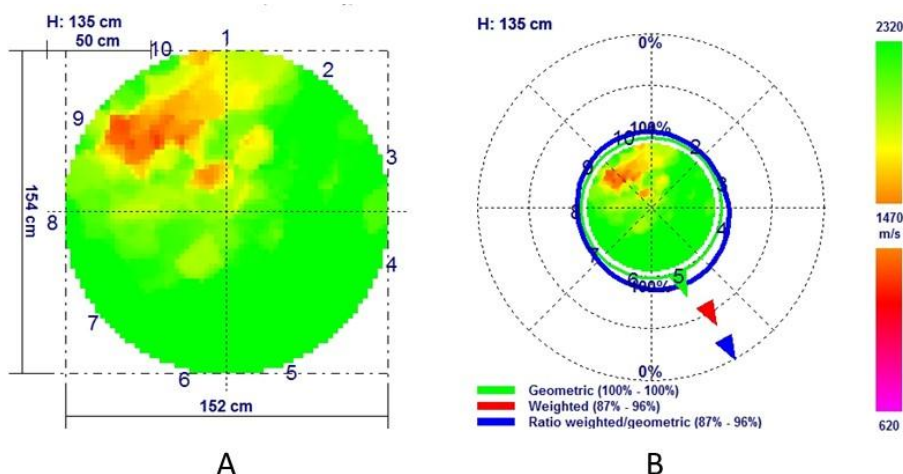 H: 135 cm
50 cm
10
1
2
9
3
154 cm
8
4
7
6
5
152 cm
A
H: 135 cm
0%
100%
10
2
9
3
8
4
7
6
5
100%
0%
Geometric (100% - 100%)
Weighted (87% - 96%)
Ratio weighted/geometric (87% - 96%)
B
2320
1470
m/s
620